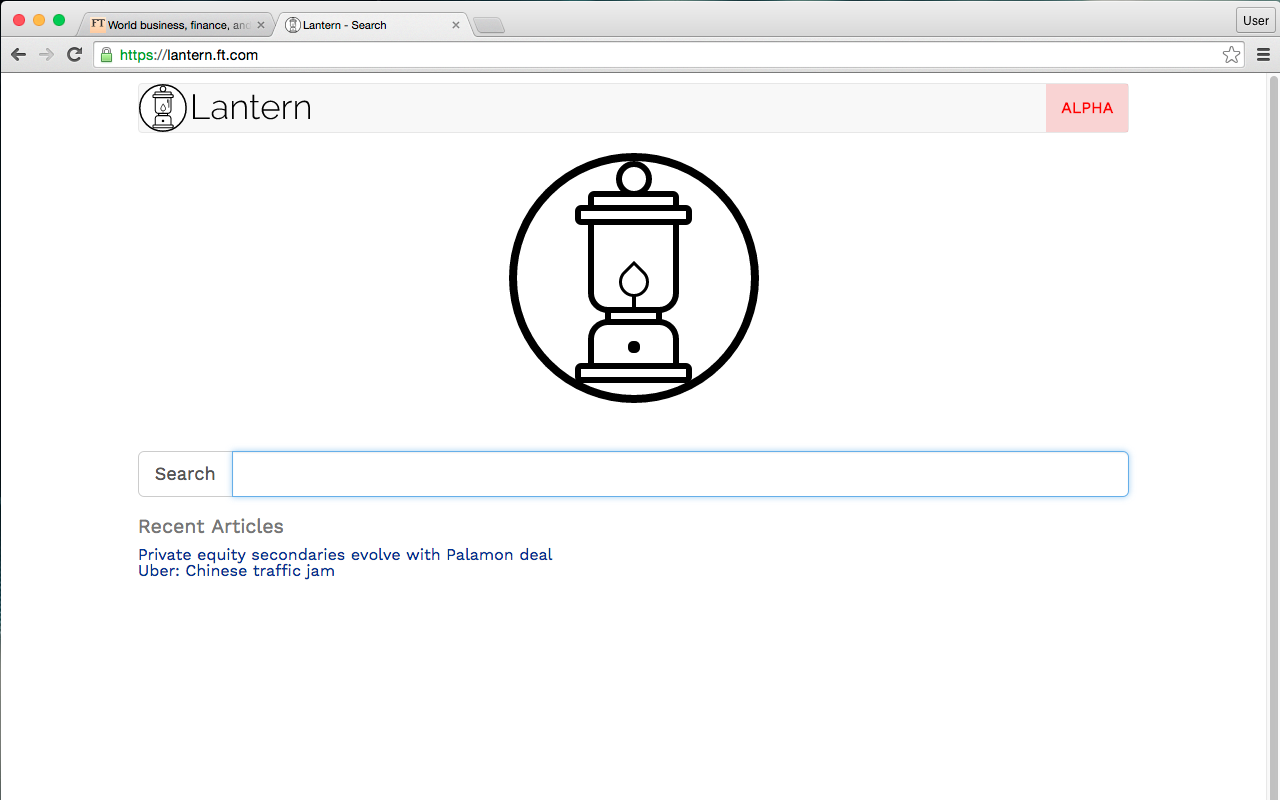 FT World business, finance, and
Lantern - Search
User
https://lantern.ft.com
Lantern
ALPHA
Search
Recent Articles
Private equity secondaries evolve with Palamon deal
Uber: Chinese traffic jam